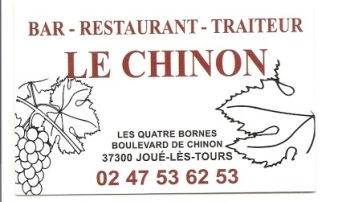 BAR - RESTAURANT - TRAITEUR
LE CHINON
LES QUATRE BORNES
BOULEVARD DE CHINON
37300 JOUÉ-LÈS-TOURS
02 47 53 62 53